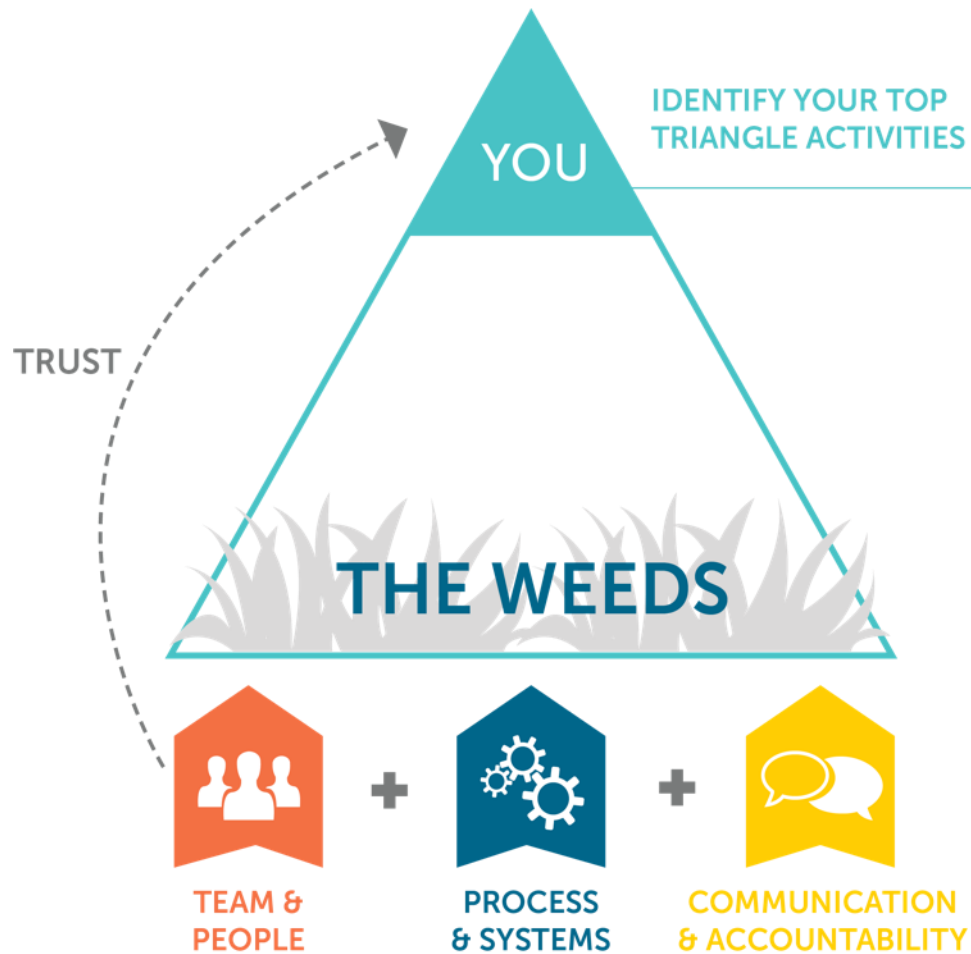 YOU
IDENTIFY YOUR TOP
TRIANGLE ACTIVITIES
TRUST
THE WEEDS
TEAM &
PEOPLE
PROCESS
& SYSTEMS
COMMUNICATION
& ACCOUNTABILITY